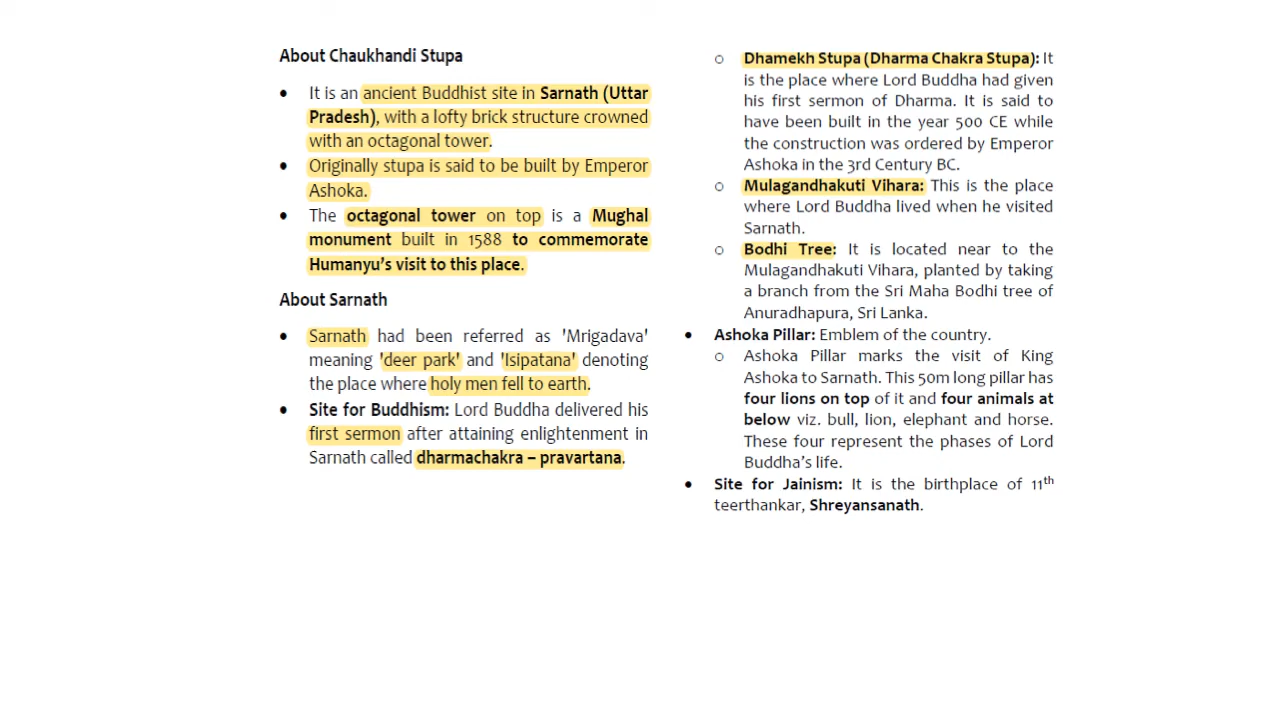 About Chaukhandi Stupa
• It is an ancient Buddhist site in Sarnath (Uttar
Pradesh), with a lofty brick structure crowned
with an octagonal tower.
• Originally stupa is said to be built by Emperor
Ashoka.
• The octagonal tower on top is a Mughal
monument built in 1588 to commemorate
Humanyu's visit to this place.
About Sarnath
• Sarnath had been referred as 'Mrigadava'
meaning 'deer park' and 'Isipatana' denoting
the place where holy men fell to earth.
• Site for Buddhism: Lord Buddha delivered his
first sermon after attaining enlightenment in
Sarnath called dharmachakra – pravartana.
○ Dhamekh Stupa (Dharma Chakra Stupa): It
is the place where Lord Buddha had given
his first sermon of Dharma. It is said to
have been built in the year 500 CE while
the construction was ordered by Emperor
Ashoka in the 3rd Century BC.
○ Mulagandhakuti Vihara: This is the place
where Lord Buddha lived when he visited
Sarnath.
○ Bodhi Tree: It is located near to the
Mulagandhakuti Vihara, planted by taking
a branch from the Sri Maha Bodhi tree of
Anuradhapura, Sri Lanka.
• Ashoka Pillar: Emblem of the country.
○ Ashoka Pillar marks the visit of King
Ashoka to Sarnath. This 50m long pillar has
four lions on top of it and four animals at
below viz. bull, lion, elephant and horse.
These four represent the phases of Lord
Buddha's life.
• Site for Jainism: It is the birthplace of 11th
teerthankar, Shreyansanath.